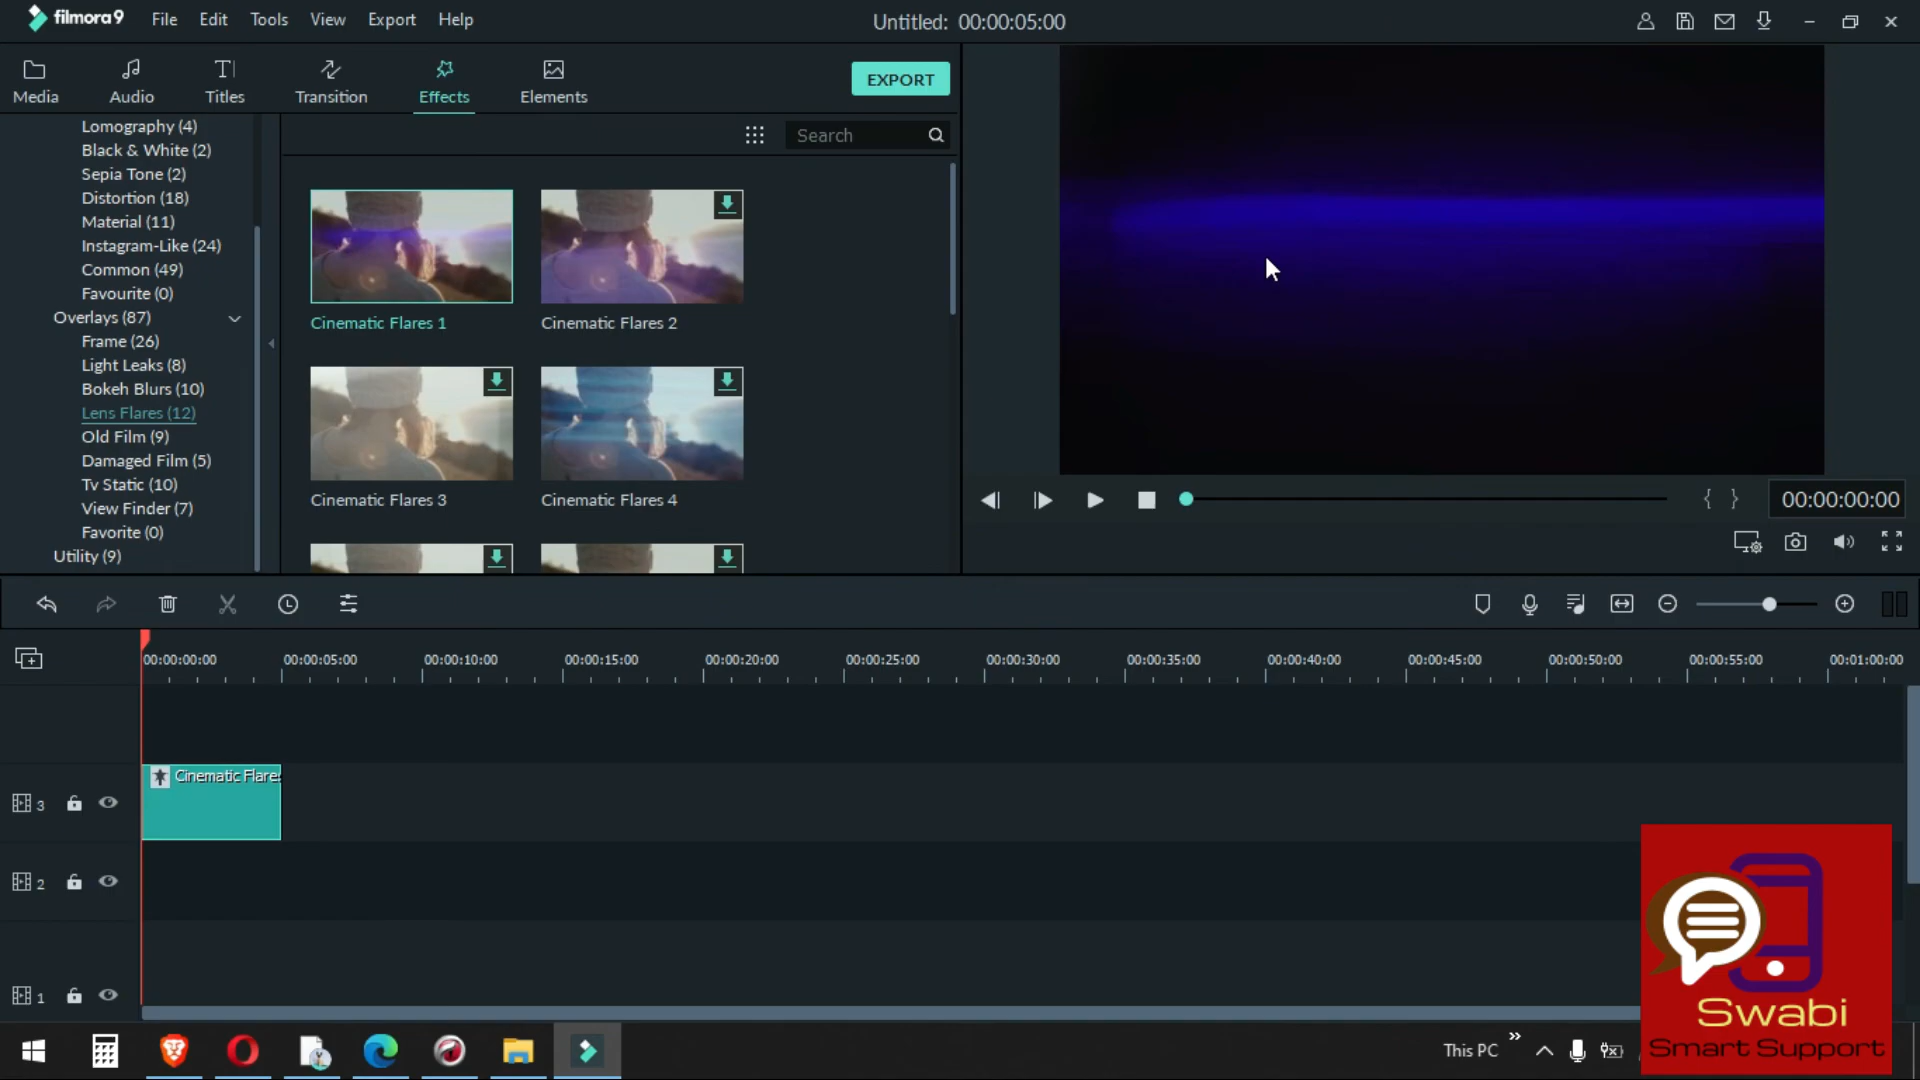 filmora9 File Edit Tools View Export Help Untitled: 00:00:05:00
Media Audio Titles Transition Effects Elements EXPORT
Search
Lomography (4)
Black & White (2)
Sepia Tone (2)
Distortion (18)
Material (11)
Instagram-Like (24)
Common (49)
Favourite (0)
Overlays (87)
Frame (26)
Light Leaks (8)
Bokeh Blurs (10)
Lens Flares (12)
Old Film (9)
Damaged Film (5)
Tv Static (10)
View Finder (7)
Favorite (0)
Utility (9)
Cinematic Flares 1 Cinematic Flares 2
Cinematic Flares 3 Cinematic Flares 4
{ } 00:00:00:00
00:00:00:00 00:00:05:00 00:00:10:00 00:00:15:00 00:00:20:00 00:00:25:00 00:00:30:00 00:00:35:00 00:00:40:00 00:00:45:00 00:00:50:00 00:00:55:00 00:01:00:00
Cinematic Flares
3
2
1
Swabi
Smart Support
This PC